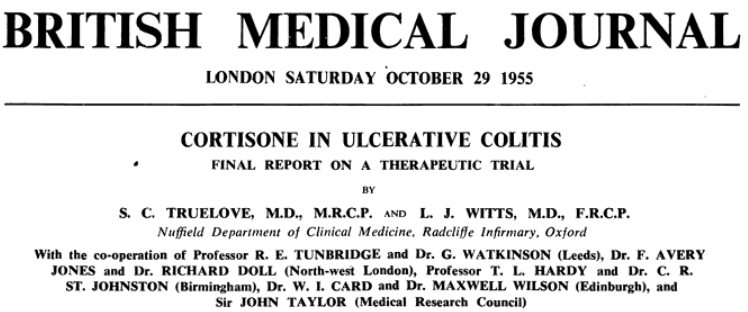 BRITISH MEDICAL JOURNAL
LONDON SATURDAY OCTOBER 29 1955
CORTISONE IN ULCERATIVE COLITIS
FINAL REPORT ON A THERAPEUTIC TRIAL
BY
S. C. TRUELOVE, M.D., M.R.C.P. AND L. J. WITTS, M.D., F.R.C.P.
Nuffield Department of Clinical Medicine, Radcliffe Infirmary, Oxford
With the co-operation of Professor R. E. TUNBRIDGE and Dr. G. WATKINSON (Leeds), Dr. F. AVERY
JONES and Dr. RICHARD DOLL (North-west London), Professor T. L. HARDY and Dr. C. R.
ST. JOHNSTON (Birmingham), Dr. W. I. CARD and Dr. MAXWELL WILSON (Edinburgh), and
Sir JOHN TAYLOR (Medical Research Council)